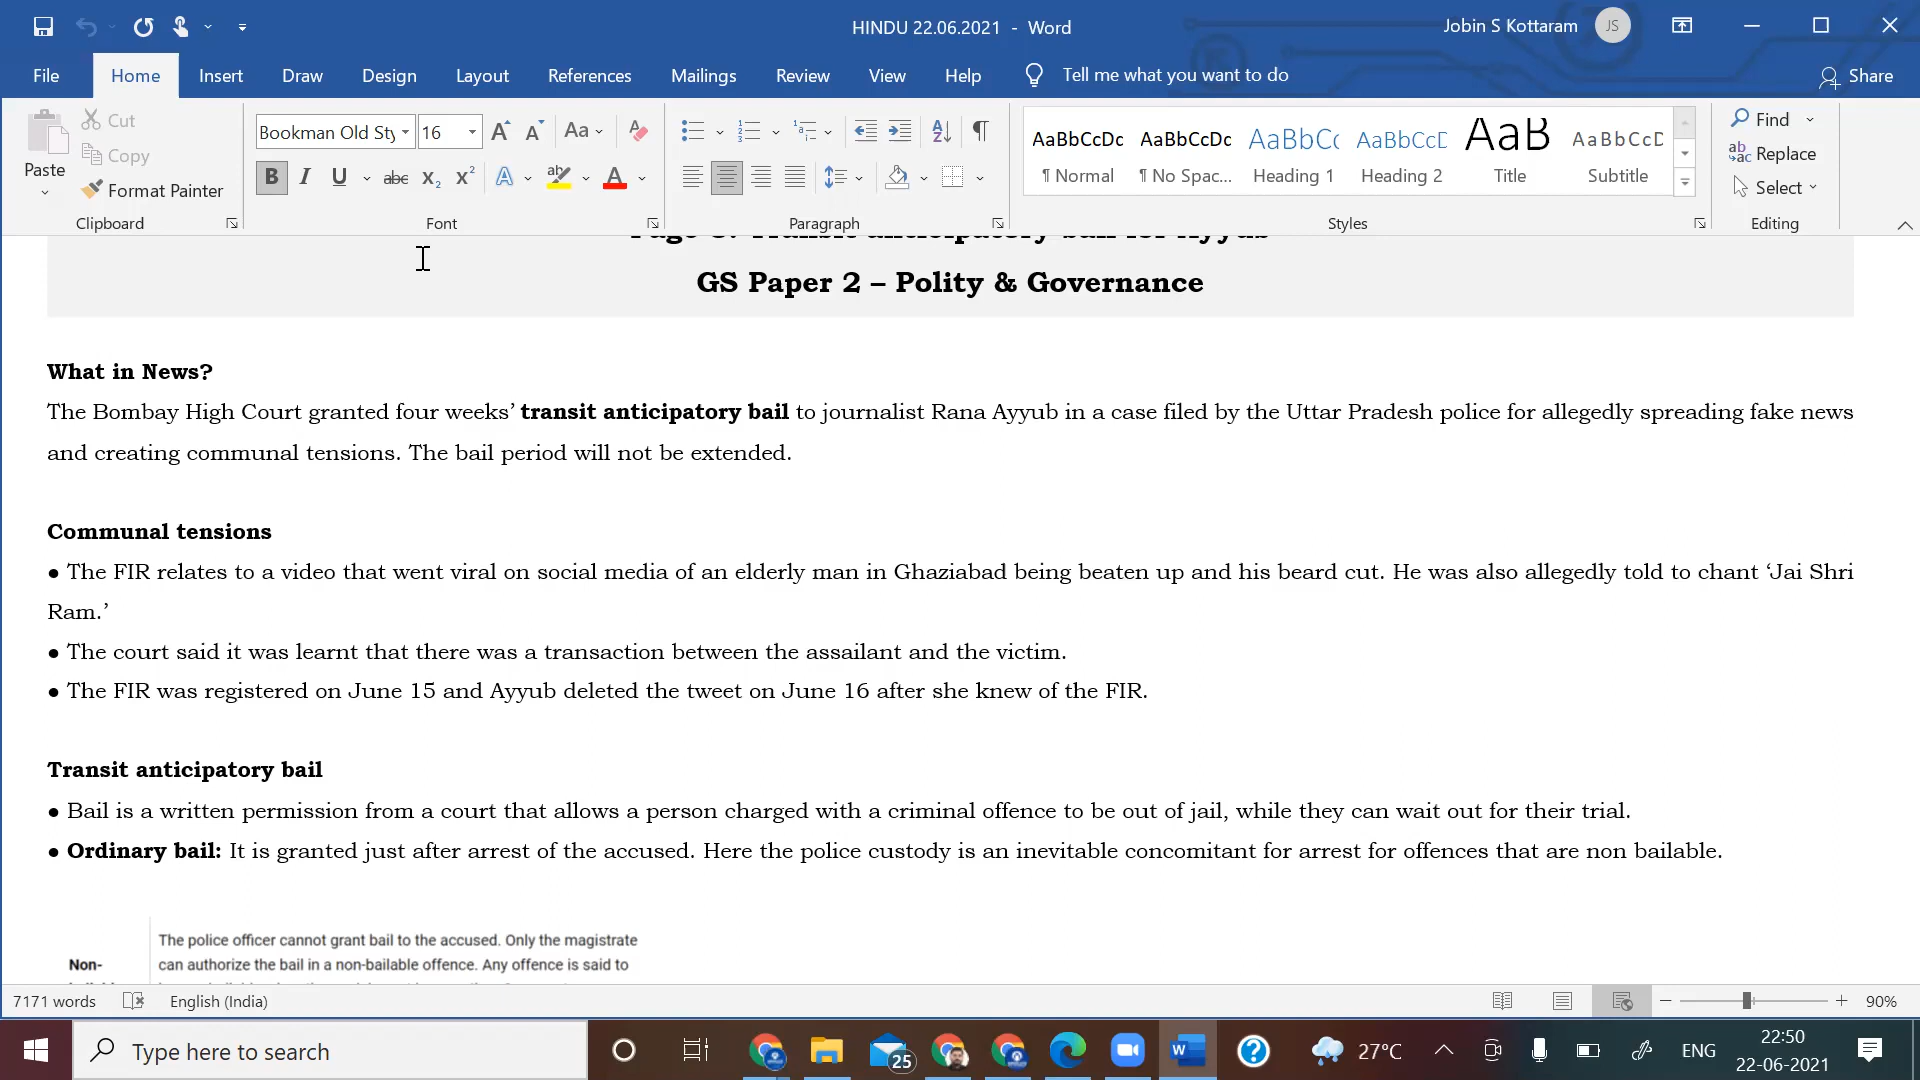 HINDU 22.06.2021 - Word
Jobin S Kottaram
JS
File Home Insert Draw Design Layout References Mailings Review View Help Tell me what you want to do Share
Paste
Cut
Copy
Format Painter
Clipboard
Bookman Old Sty 16
Font
Paragraph
AaBbCcDc AaBbCcDc AaBbCc AaBbCcD AaB AaBbCcD
¶ Normal ¶ No Spac... Heading 1 Heading 2 Title Subtitle
Styles
Find
Replace
Select
Editing
GS Paper 2 – Polity & Governance
What in News?
The Bombay High Court granted four weeks’ transit anticipatory bail to journalist Rana Ayyub in a case filed by the Uttar Pradesh police for allegedly spreading fake news
and creating communal tensions. The bail period will not be extended.
Communal tensions
● The FIR relates to a video that went viral on social media of an elderly man in Ghaziabad being beaten up and his beard cut. He was also allegedly told to chant ‘Jai Shri
Ram.’
● The court said it was learnt that there was a transaction between the assailant and the victim.
● The FIR was registered on June 15 and Ayyub deleted the tweet on June 16 after she knew of the FIR.
Transit anticipatory bail
● Bail is a written permission from a court that allows a person charged with a criminal offence to be out of jail, while they can wait out for their trial.
● Ordinary bail: It is granted just after arrest of the accused. Here the police custody is an inevitable concomitant for arrest for offences that are non bailable.
The police officer cannot grant bail to the accused. Only the magistrate
Non- can authorize the bail in a non-bailable offence. Any offence is said to
7171 words English (India) 90%
Type here to search
25
27°C
ENG
22:50
22-06-2021